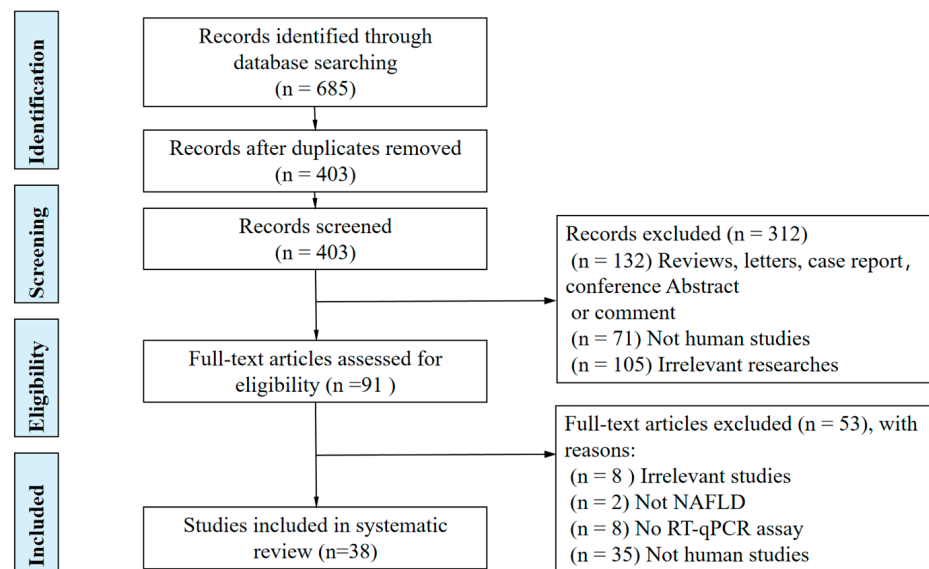 Identification
Records identified through
database searching
(n = 685)
Records after duplicates removed
(n = 403)
Screening
Records screened
(n = 403)
Records excluded (n = 312)
(n = 132) Reviews, letters, case report,
conference Abstract
or comment
(n = 71) Not human studies
(n = 105) Irrelevant researches
Eligibility
Full-text articles assessed for
eligibility (n =91 )
Full-text articles excluded (n = 53), with
reasons:
(n = 8 ) Irrelevant studies
(n = 2) Not NAFLD
(n = 8) No RT-qPCR assay
(n = 35) Not human studies
Included
Studies included in systematic
review (n=38)